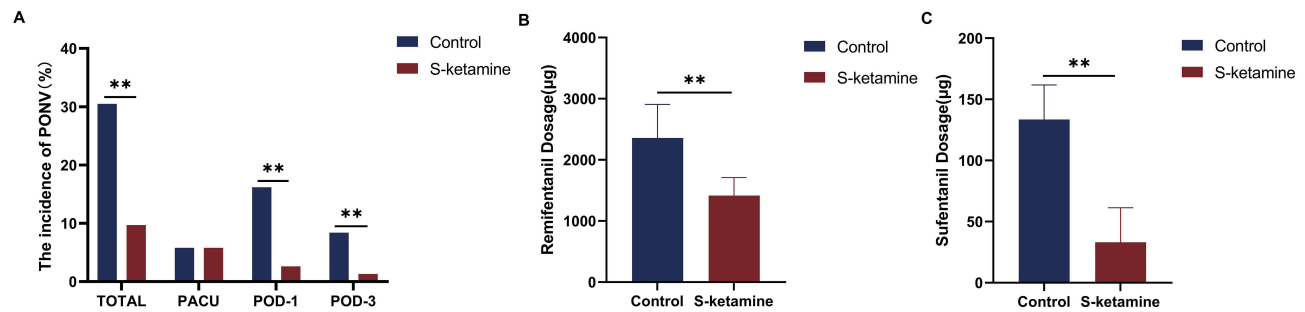 A
The incidence of PONV(%)
40
30
20
10
0
**
**
**
TOTAL
PACU
POD-1
POD-3
Control
S-ketamine
B
Remifentanil Dosage(μg)
4000
3000
2000
1000
0
**
Control
S-ketamine
Control
S-ketamine
C
Sufentanil Dosage(μg)
200
150
100
50
0
**
Control
S-ketamine
Control
S-ketamine